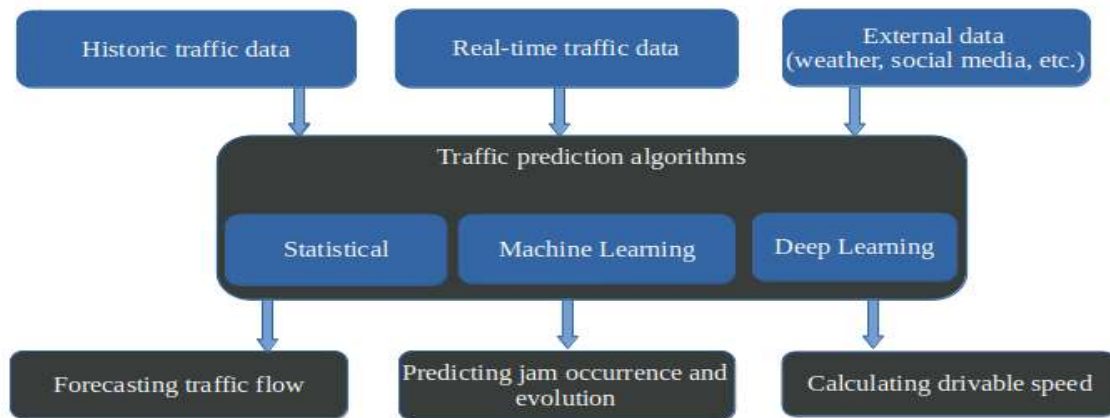 Historic traffic data
Real-time traffic data
External data
(weather, social media, etc.)
Traffic prediction algorithms
Statistical
Machine Learning
Deep Learning
Forecasting traffic flow
Predicting jam occurrence and
evolution
Calculating drivable speed